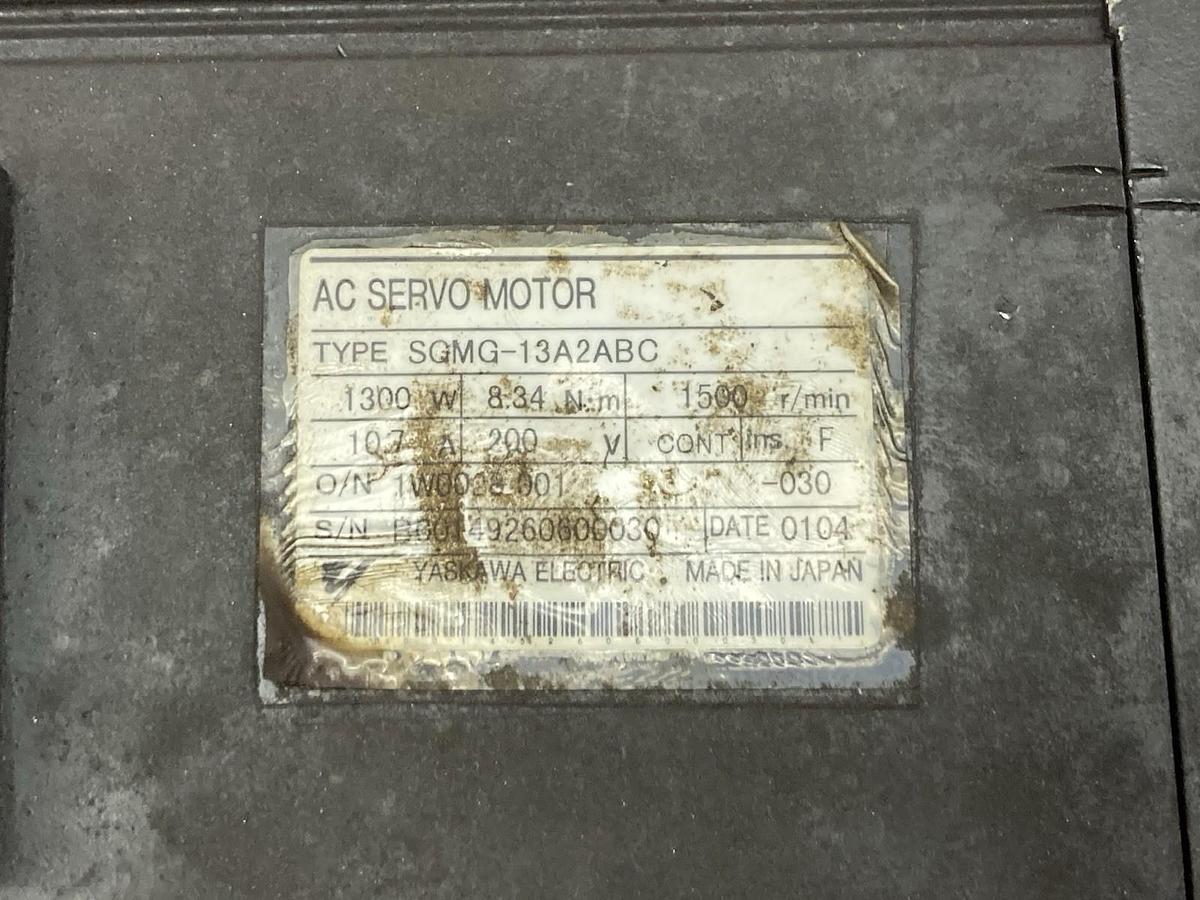 AC SERVO MOTOR
TYPE SGMG-13A2ABC
1300 W 8.34 N·m 1500 r/min
10.7 A 200 V CONT Ins. F
O/N -030
S/N DATE 0104
YASKAWA ELECTRIC MADE IN JAPAN